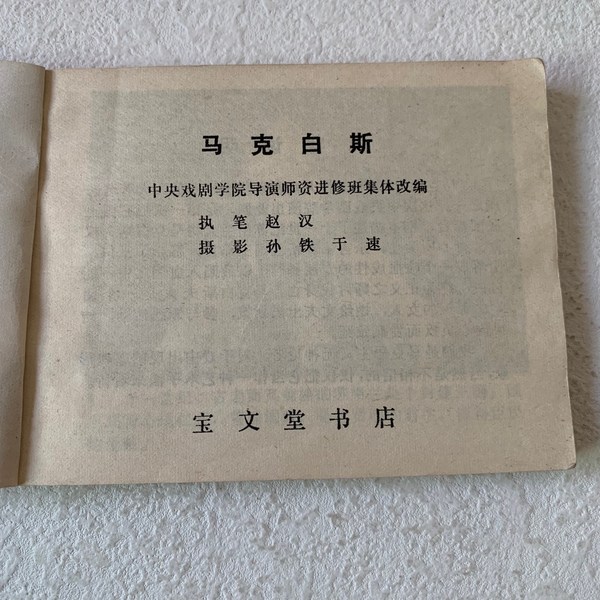 马克白斯
中央戏剧学院导演师资进修班集体改编
执笔赵汉
摄影孙铁于速
宝文堂书店